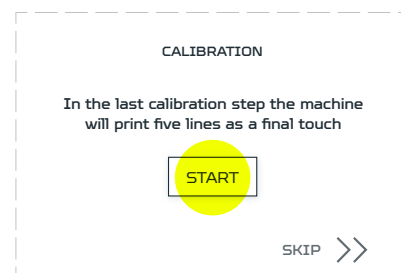 CALIBRATION
In the last calibration step the machine
will print five lines as a final touch
START
SKIP